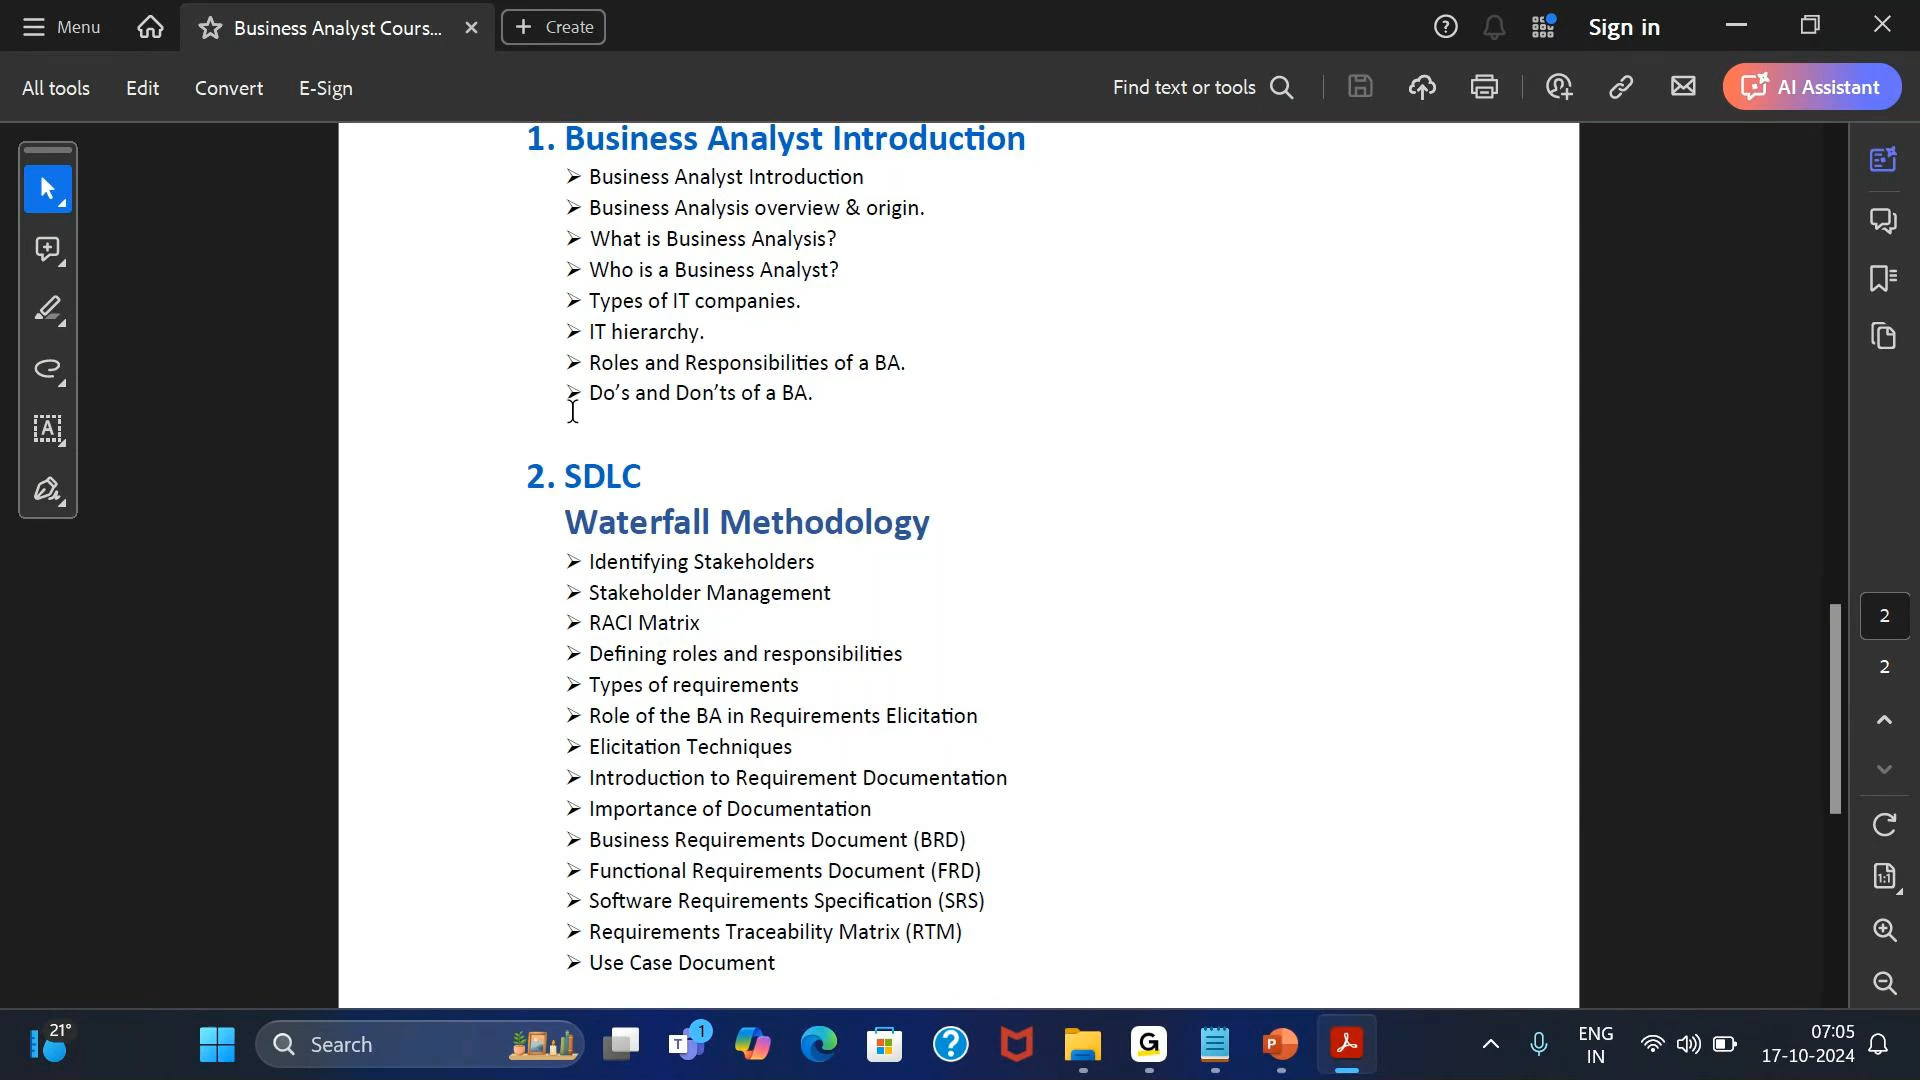 Menu
Business Analyst Cours...
Create
Sign in
All tools
Edit
Convert
E-Sign
Find text or tools
AI Assistant
1. Business Analyst Introduction
➢ Business Analyst Introduction
➢ Business Analysis overview & origin.
➢ What is Business Analysis?
➢ Who is a Business Analyst?
➢ Types of IT companies.
➢ IT hierarchy.
➢ Roles and Responsibilities of a BA.
➢ Do’s and Don’ts of a BA.
2. SDLC
Waterfall Methodology
➢ Identifying Stakeholders
➢ Stakeholder Management
➢ RACI Matrix
➢ Defining roles and responsibilities
➢ Types of requirements
➢ Role of the BA in Requirements Elicitation
➢ Elicitation Techniques
➢ Introduction to Requirement Documentation
➢ Importance of Documentation
➢ Business Requirements Document (BRD)
➢ Functional Requirements Document (FRD)
➢ Software Requirements Specification (SRS)
➢ Requirements Traceability Matrix (RTM)
➢ Use Case Document
2
2
1:1
21°
Search
1
ENG
IN
07:05
17-10-2024